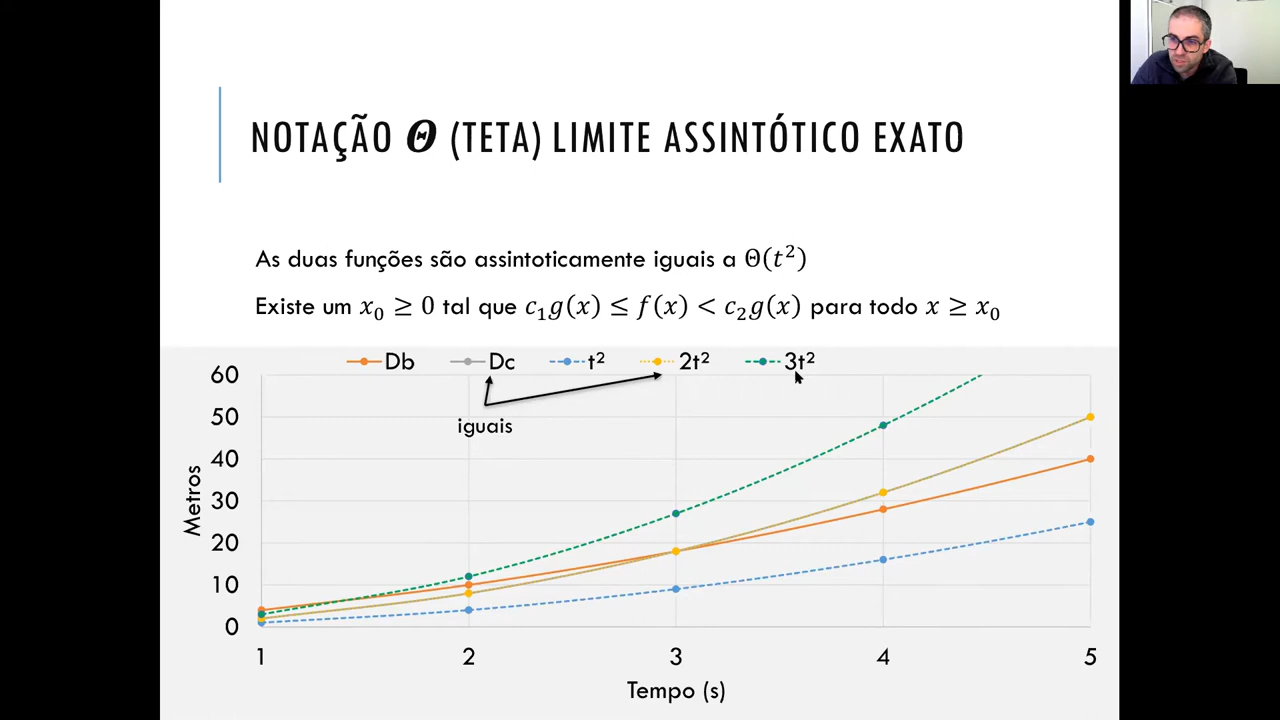 NOTAÇÃO Θ (TETA) LIMITE ASSINTÓTICO EXATO
As duas funções são assintoticamente iguais a Θ(t²)
Existe um x₀ ≥ 0 tal que c₁g(x) ≤ f(x) < c₂g(x) para todo x ≥ x₀
Db Dc t² 2t² 3t²
iguais
Metros
60
50
40
30
20
10
0
1 2 3 4 5
Tempo (s)